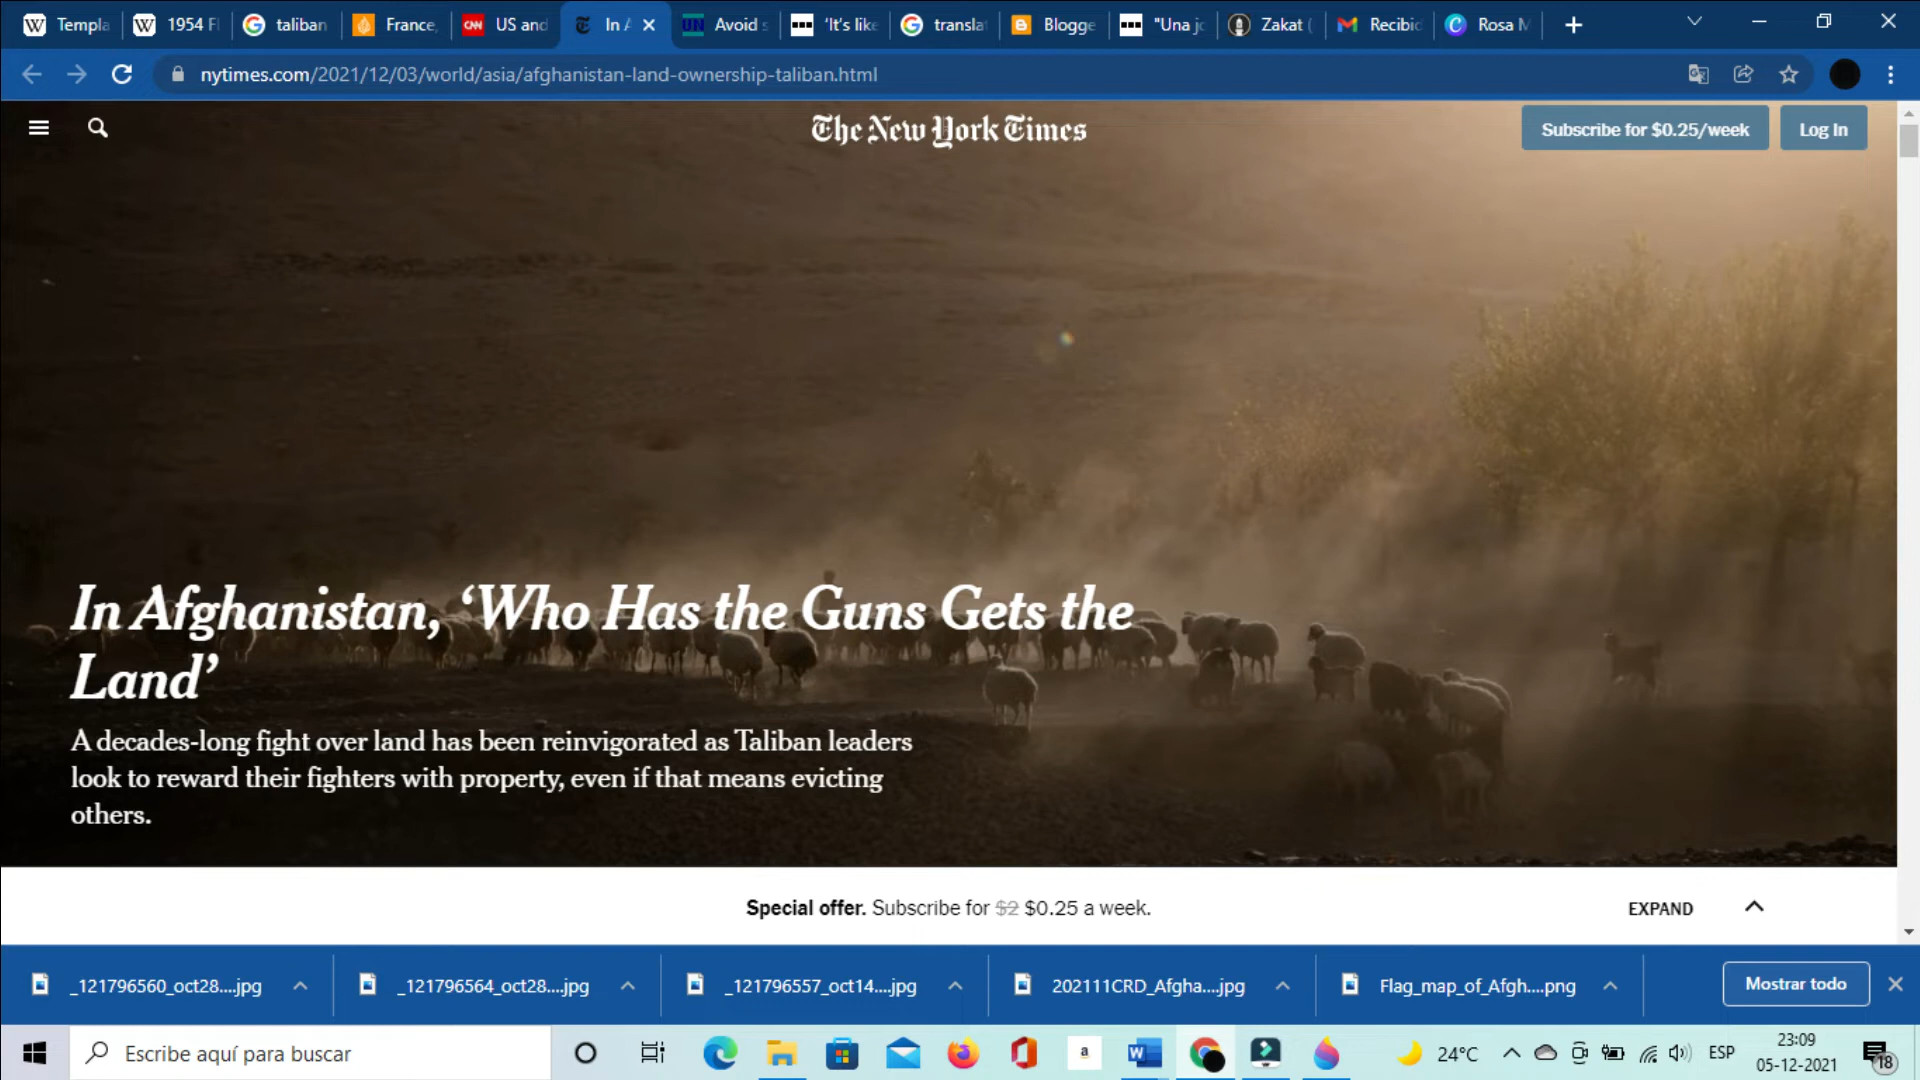 Templa
1954 F
taliban
France,
CNN US and
In A
UN Avoid s
'It's like
transla
Blogge
"Una jo
Zakat (
Recibid
Rosa M
nytimes.com/2021/12/03/world/asia/afghanistan-land-ownership-taliban.html
The New York Times
Subscribe for $0.25/week
Log In
In Afghanistan, ‘Who Has the Guns Gets the
Land’
A decades-long fight over land has been reinvigorated as Taliban leaders
look to reward their fighters with property, even if that means evicting
others.
Special offer. Subscribe for $2 $0.25 a week.
EXPAND
_121796560_oct28....jpg
_121796564_oct28....jpg
_121796557_oct14....jpg
202111CRD_Afgha....jpg
Flag_map_of_Afgh....png
Mostrar todo
Escribe aquí para buscar
24°C
ESP
23:09
05-12-2021
18